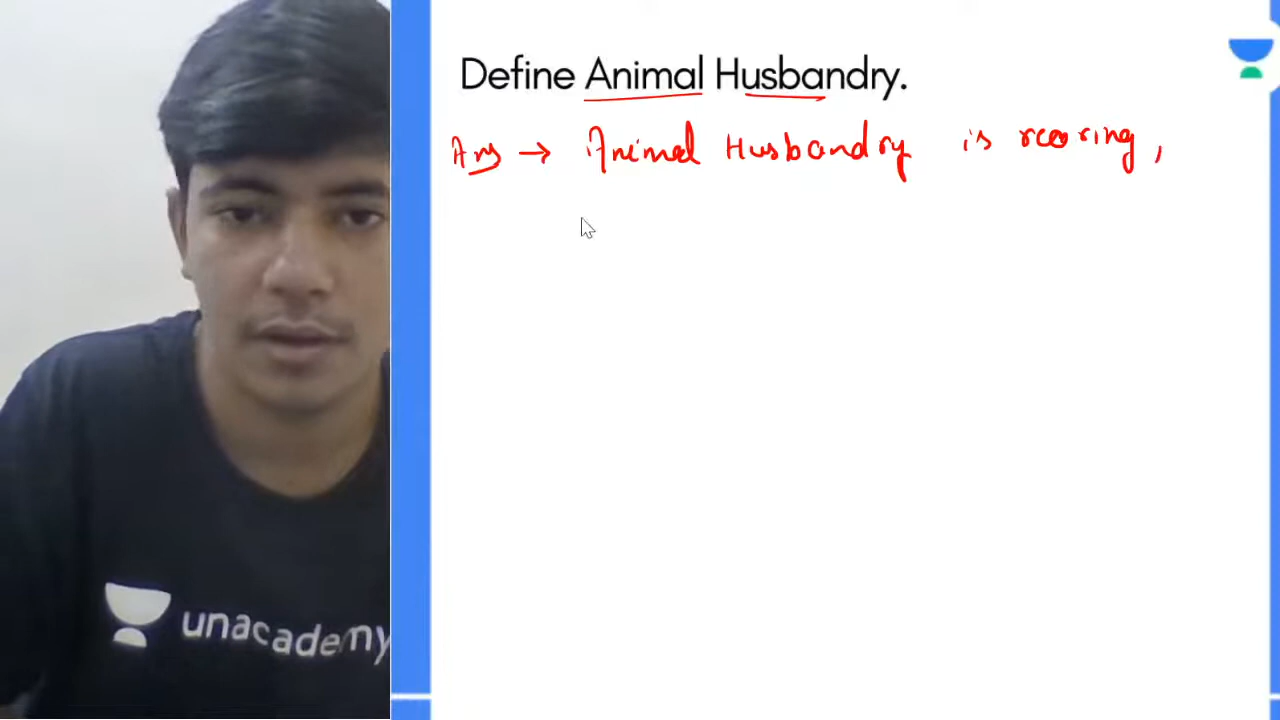 Define Animal Husbandry.
Ans → Animal Husbandry is rearing,
unacademy